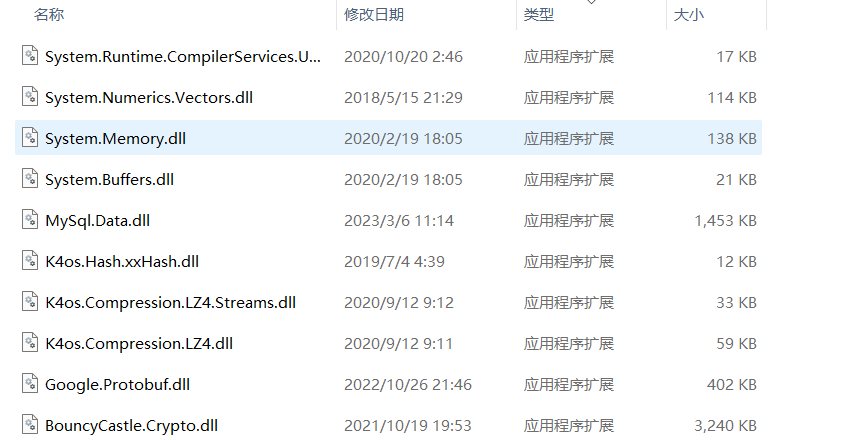 名称 修改日期 类型 大小
System.Runtime.CompilerServices.U... 2020/10/20 2:46 应用程序扩展 17 KB
System.Numerics.Vectors.dll 2018/5/15 21:29 应用程序扩展 114 KB
System.Memory.dll 2020/2/19 18:05 应用程序扩展 138 KB
System.Buffers.dll 2020/2/19 18:05 应用程序扩展 21 KB
MySql.Data.dll 2023/3/6 11:14 应用程序扩展 1,453 KB
K4os.Hash.xxHash.dll 2019/7/4 4:39 应用程序扩展 12 KB
K4os.Compression.LZ4.Streams.dll 2020/9/12 9:12 应用程序扩展 33 KB
K4os.Compression.LZ4.dll 2020/9/12 9:11 应用程序扩展 59 KB
Google.Protobuf.dll 2022/10/26 21:46 应用程序扩展 402 KB
BouncyCastle.Crypto.dll 2021/10/19 19:53 应用程序扩展 3,240 KB